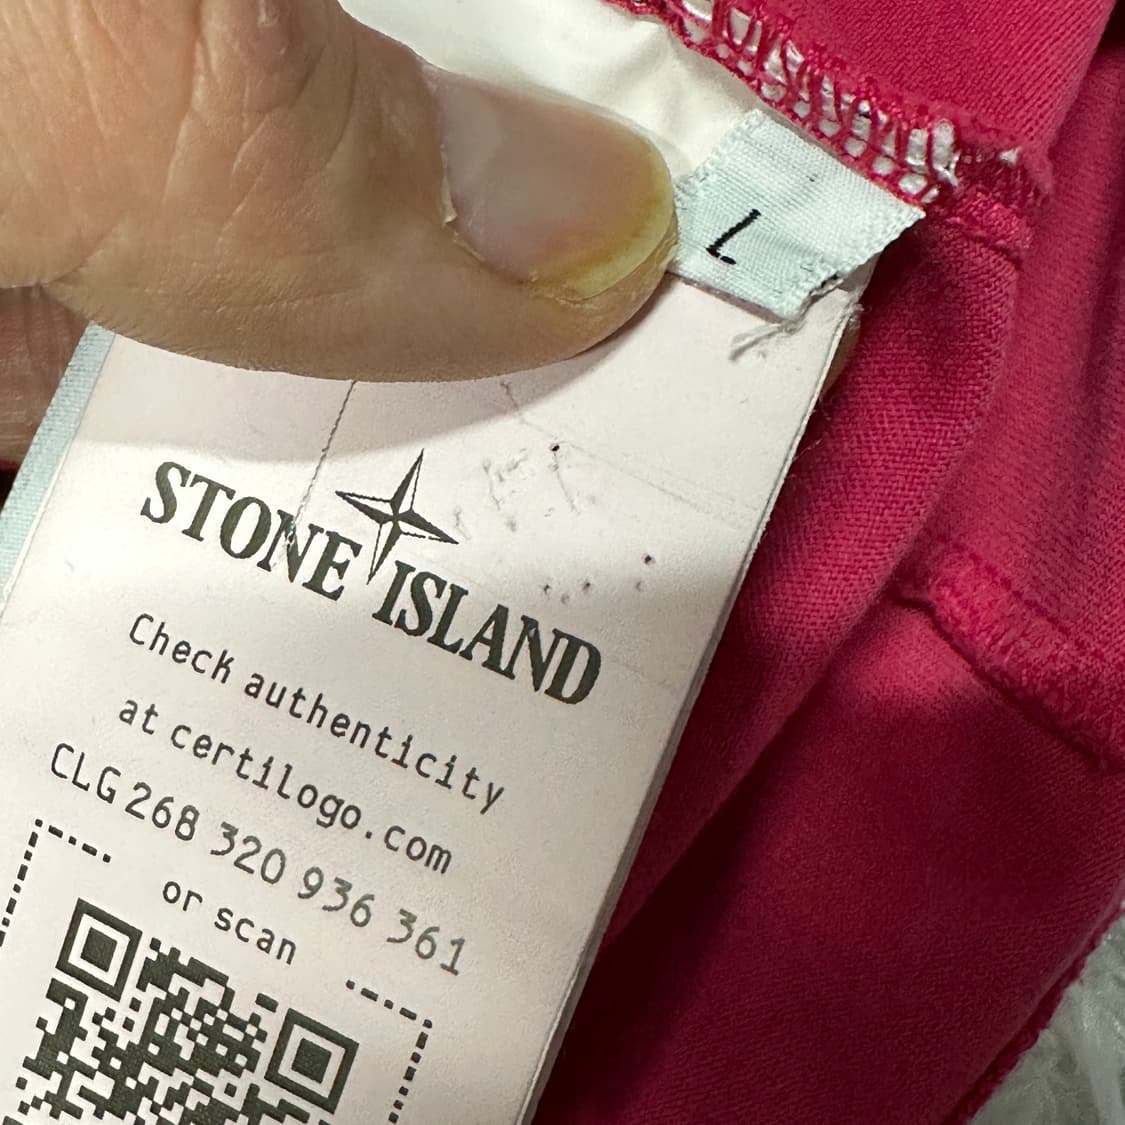 L
STONE ISLAND
Check authenticity
at certilogo.com
CLG 268 320 936 361
or scan